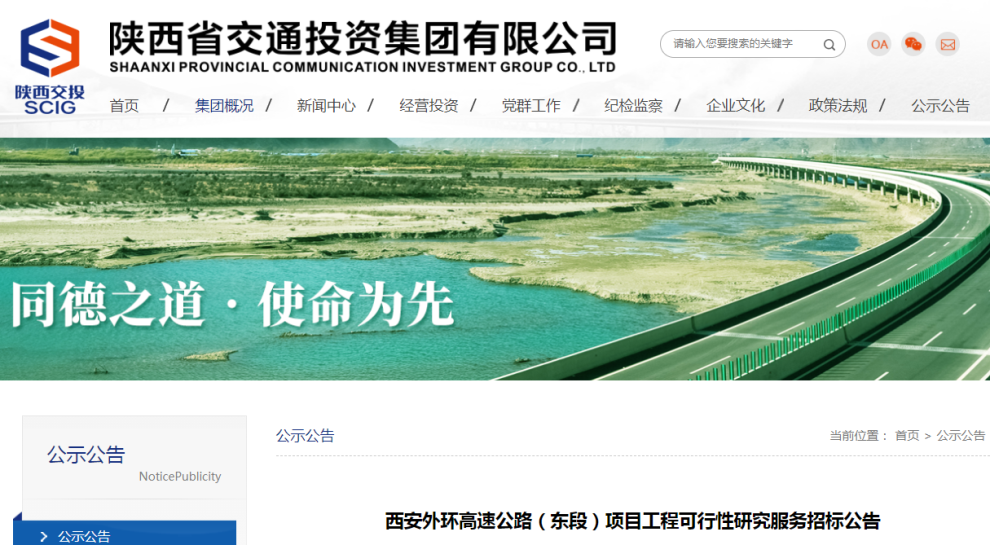 陕西交投
SCIG
陕西省交通投资集团有限公司
SHAANXI PROVINCIAL COMMUNICATION INVESTMENT GROUP CO., LTD
请输入您要搜索的关键字
OA
首页 / 集团概况 / 新闻中心 / 经营投资 / 党群工作 / 纪检监察 / 企业文化 / 政策法规 / 公示公告
同德之道·使命为先
公示公告
NoticePublicity
> 公示公告
公示公告
当前位置： 首页 > 公示公告
西安外环高速公路（东段）项目工程可行性研究服务招标公告